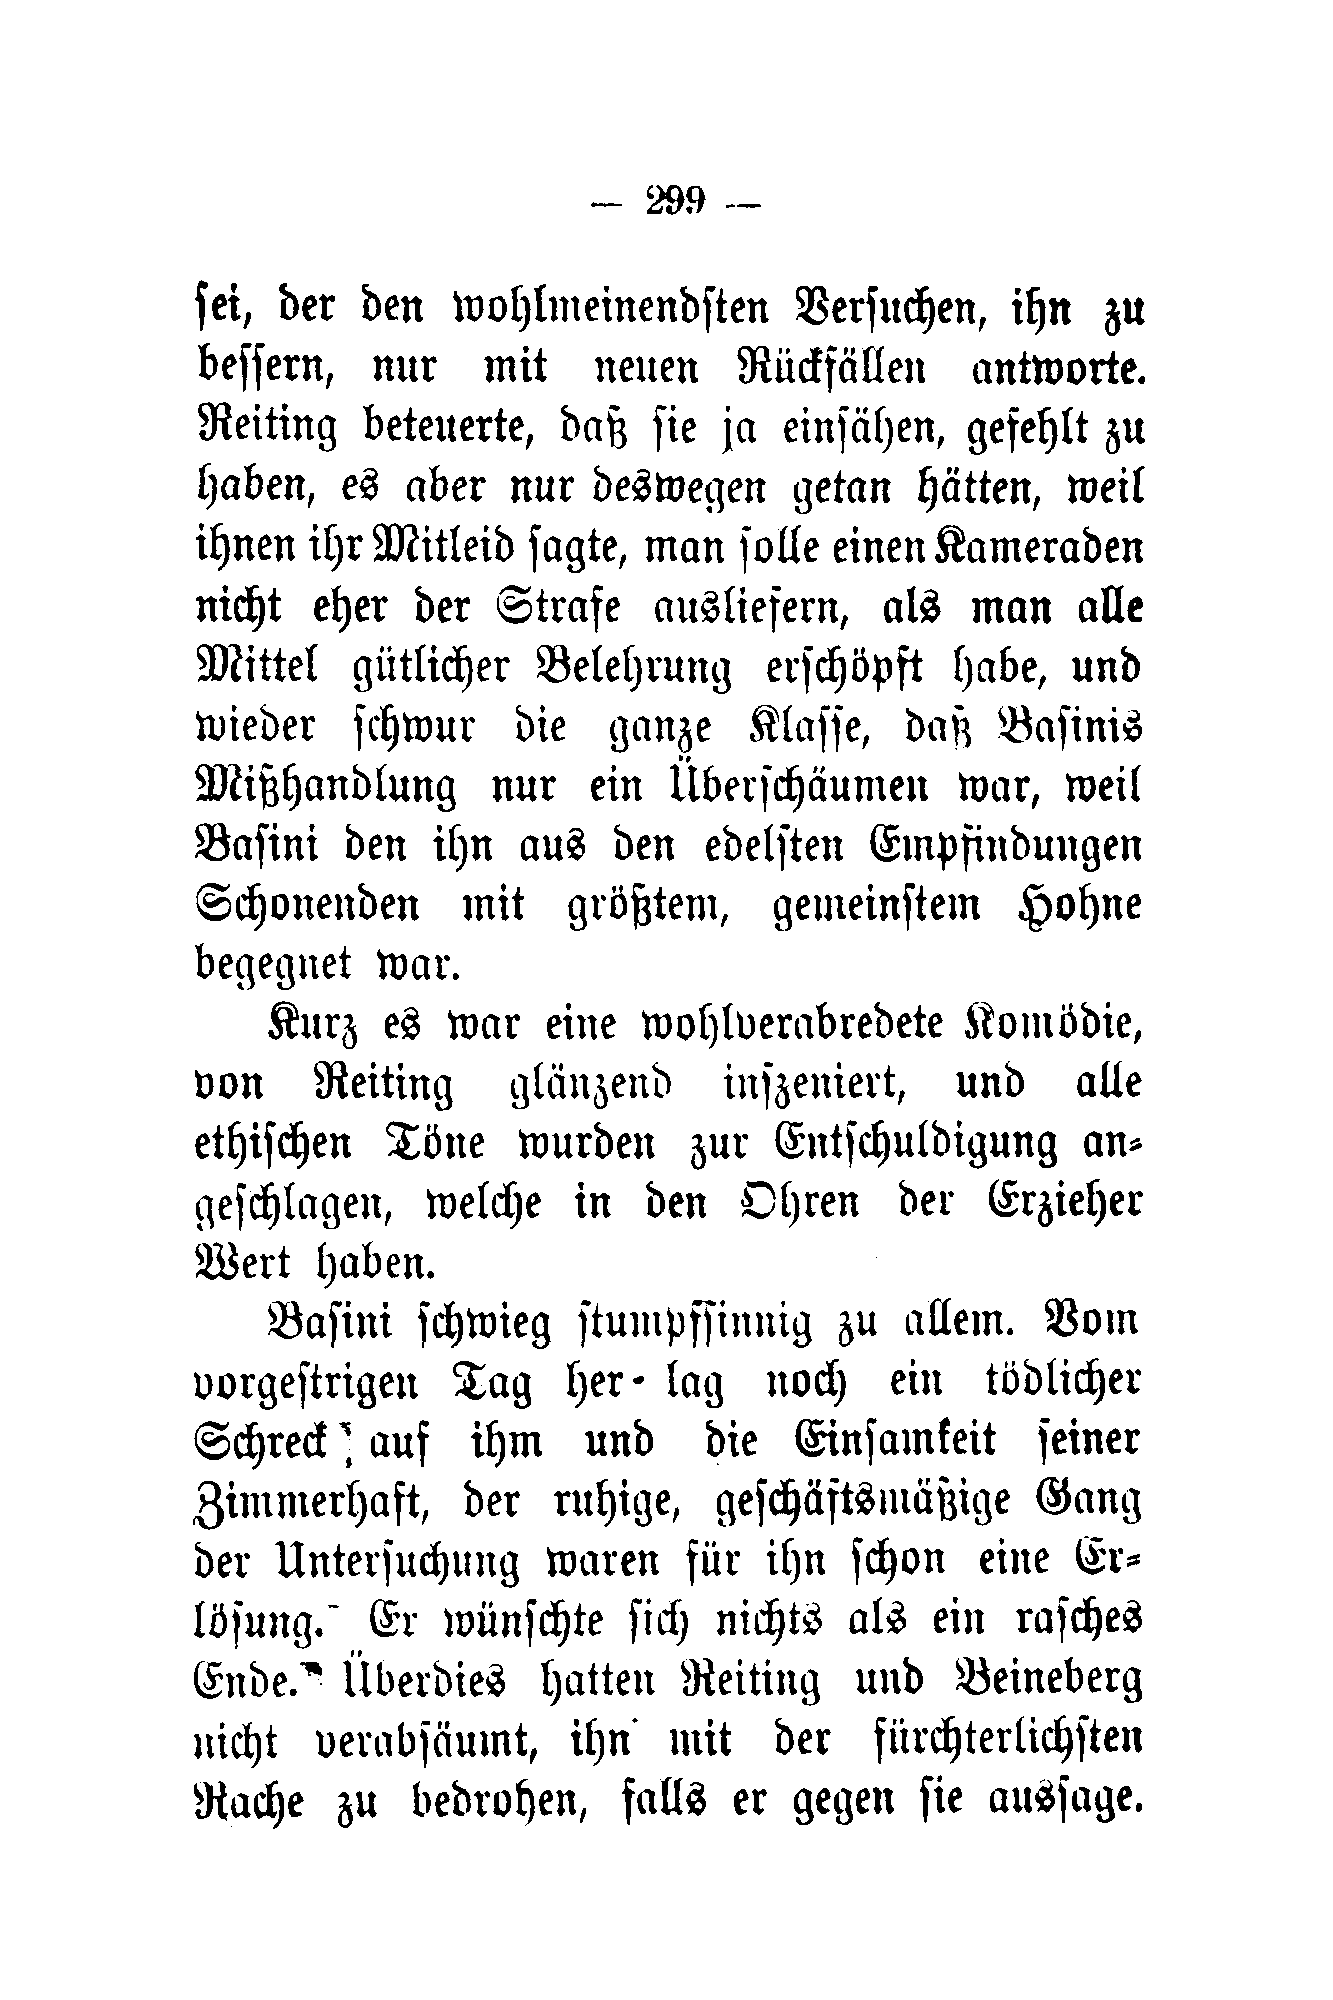 — 299 —
sei, der den wohlmeinendsten Versuchen, ihn zu
bessern, nur mit neuen Rückfällen antworte.
Reiting beteuerte, daß sie ja einsähen, gefehlt zu
haben, es aber nur deswegen getan hätten, weil
ihnen ihr Mitleid sagte, man solle einen Kameraden
nicht eher der Strafe ausliefern, als man alle
Mittel gütlicher Belehrung erschöpft habe, und
wieder schwur die ganze Klasse, daß Basinis
Mißhandlung nur ein Überschäumen war, weil
Basini den ihn aus den edelsten Empfindungen
Schonenden mit größtem, gemeinstem Hohne
begegnet war.
Kurz es war eine wohlverabredete Komödie,
von Reiting glänzend inszeniert, und alle
ethischen Töne wurden zur Entschuldigung an-
geschlagen, welche in den Ohren der Erzieher
Wert haben.
Basini schwieg stumpfsinnig zu allem. Vom
vorgestrigen Tag her lag noch ein tödlicher
Schreck auf ihm und die Einsamkeit seiner
Zimmerhaft, der ruhige, geschäftsmäßige Gang
der Untersuchung waren für ihn schon eine Er-
lösung. Er wünschte sich nichts als ein rasches
Ende. Überdies hatten Reiting und Beineberg
nicht verabsäumt, ihn mit der fürchterlichsten
Rache zu bedrohen, falls er gegen sie aussage.